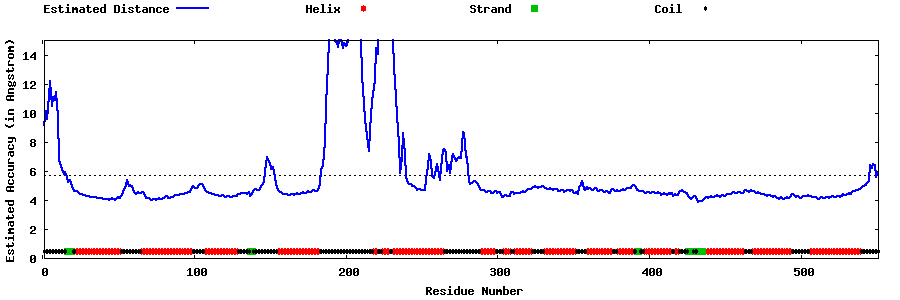 Estimated Distance Helix Strand Coil
Estimated Accuracy (in Angstrom)
14
12
10
8
6
4
2
0
0 100 200 300 400 500
Residue Number